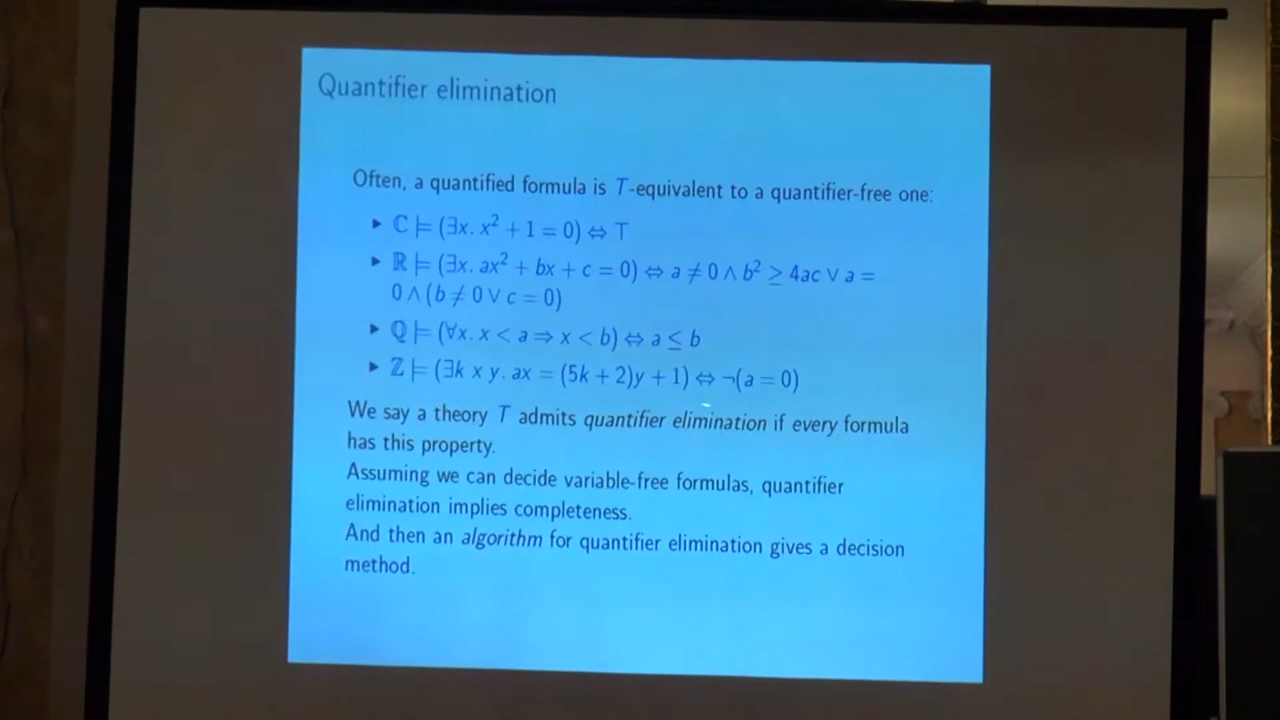 Quantifier elimination
Often, a quantified formula is T-equivalent to a quantifier-free one:
▸ ℂ ⊨ (∃x. x² + 1 = 0) ⇔ ⊤
▸ ℝ ⊨ (∃x. ax² + bx + c = 0) ⇔ a ≠ 0 ∧ b² ≥ 4ac ∨ a =
0 ∧ (b ≠ 0 ∨ c = 0)
▸ ℚ ⊨ (∀x. x < a ⇒ x < b) ⇔ a ≤ b
▸ ℤ ⊨ (∃k x y. ax = (5k + 2)y + 1) ⇔ ¬(a = 0)
We say a theory T admits quantifier elimination if every formula
has this property.
Assuming we can decide variable-free formulas, quantifier
elimination implies completeness.
And then an algorithm for quantifier elimination gives a decision
method.